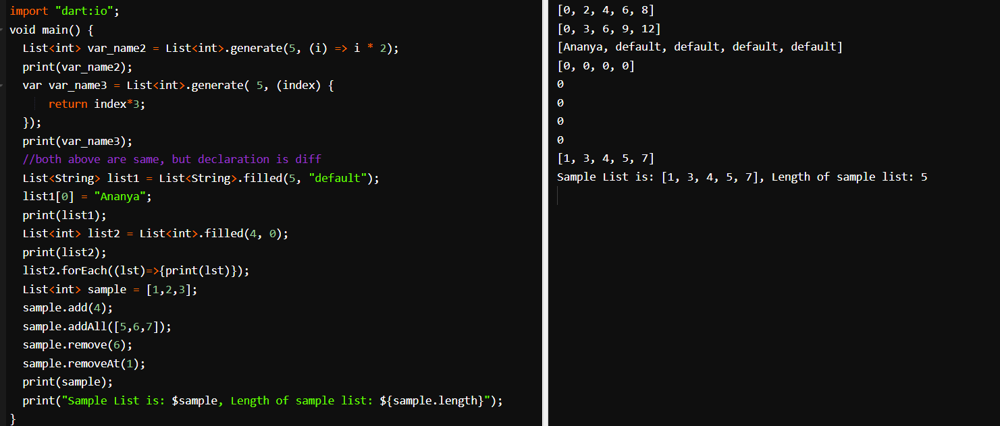 import "dart:io";
void main() {
  List<int> var_name2 = List<int>.generate(5, (i) => i * 2);
  print(var_name2);
  var var_name3 = List<int>.generate( 5, (index) {
      return index*3;
  });
  print(var_name3);
  //both above are same, but declaration is diff
  List<String> list1 = List<String>.filled(5, "default");
  list1[0] = "Ananya";
  print(list1);
  List<int> list2 = List<int>.filled(4, 0);
  print(list2);
  list2.forEach((lst)=>{print(lst)});
  List<int> sample = [1,2,3];
  sample.add(4);
  sample.addAll([5,6,7]);
  sample.remove(6);
  sample.removeAt(1);
  print(sample);
  print("Sample List is: $sample, Length of sample list: ${sample.length}");
}
[0, 2, 4, 6, 8]
[0, 3, 6, 9, 12]
[Ananya, default, default, default, default]
[0, 0, 0, 0]
0
0
0
0
[1, 3, 4, 5, 7]
Sample List is: [1, 3, 4, 5, 7], Length of sample list: 5